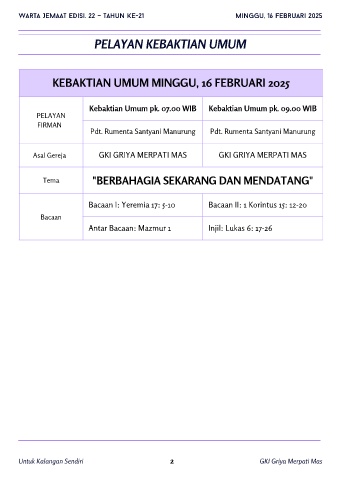 WARTA JEMAAT EDISI. 22 – TAHUN KE-21 MINGGU, 16 FEBRUARI 2025
PELAYAN KEBAKTIAN UMUM
KEBAKTIAN UMUM MINGGU, 16 FEBRUARI 2025
PELAYAN FIRMAN
Kebaktian Umum pk. 07.00 WIB Kebaktian Umum pk. 09.00 WIB
Pdt. Rumenta Santyani Manurung Pdt. Rumenta Santyani Manurung
Asal Gereja GKI GRIYA MERPATI MAS GKI GRIYA MERPATI MAS
Tema "BERBAHAGIA SEKARANG DAN MENDATANG"
Bacaan
Bacaan I: Yeremia 17: 5-10 Bacaan II: 1 Korintus 15: 12-20
Antar Bacaan: Mazmur 1 Injil: Lukas 6: 17-26
Untuk Kalangan Sendiri 2 GKI Griya Merpati Mas